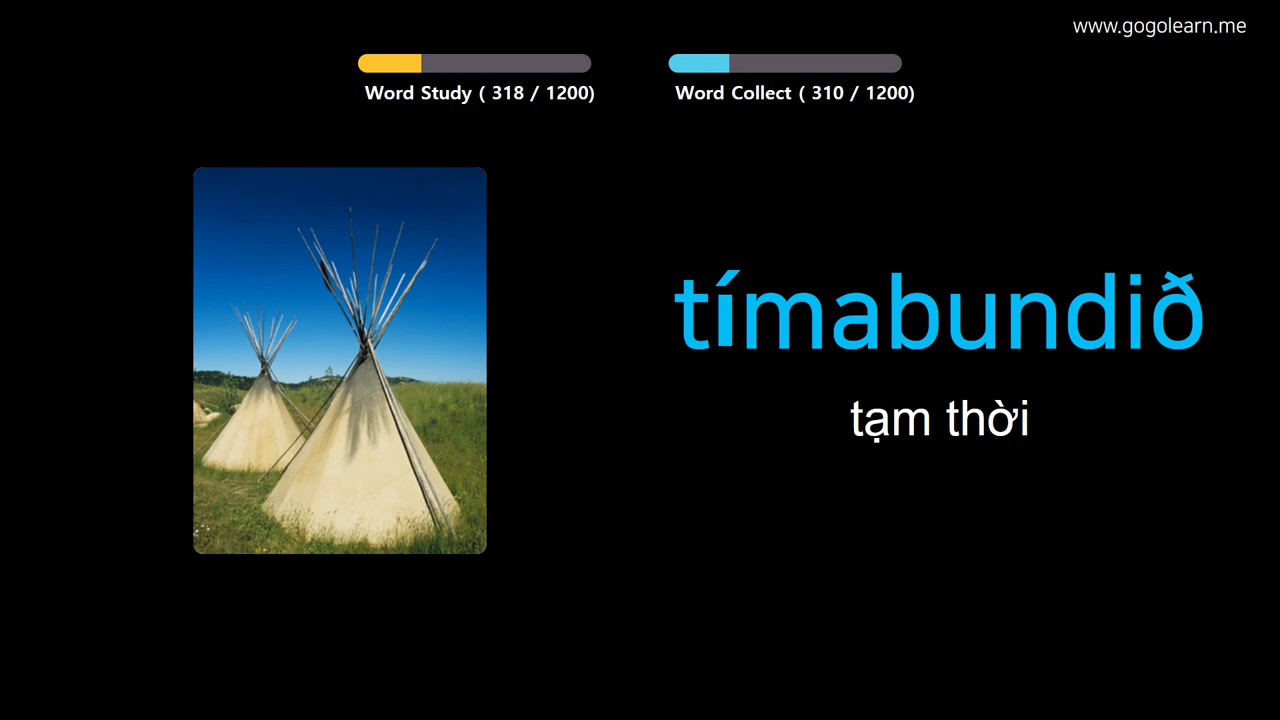 www.gogolearn.me
Word Study ( 318 / 1200)
Word Collect ( 310 / 1200)
tímabundið
tạm thời